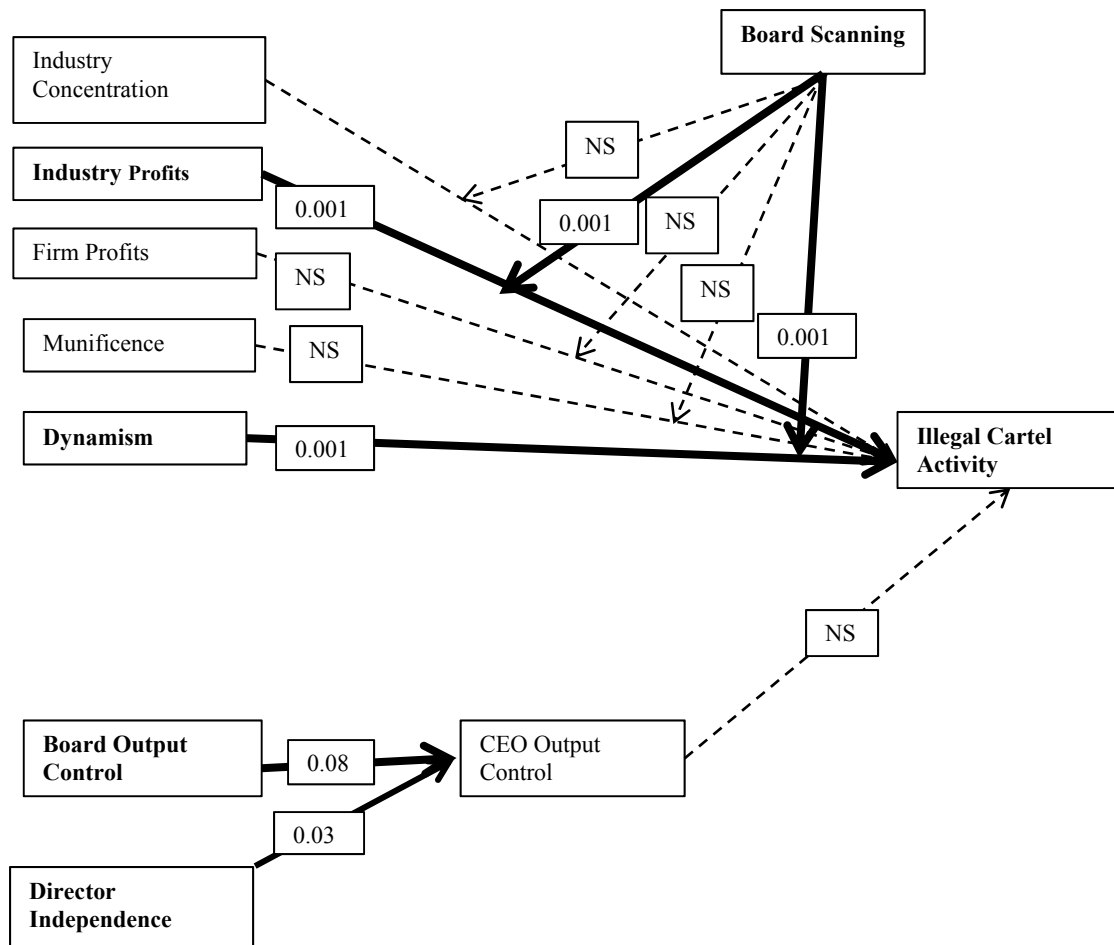 Board Scanning
Industry
Concentration
NS
Industry Profits
0.001
0.001
NS
Firm Profits
NS
NS
Munificence
NS
0.001
Dynamism
0.001
Illegal Cartel
Activity
NS
Board Output
Control
0.08
CEO Output
Control
0.03
Director
Independence